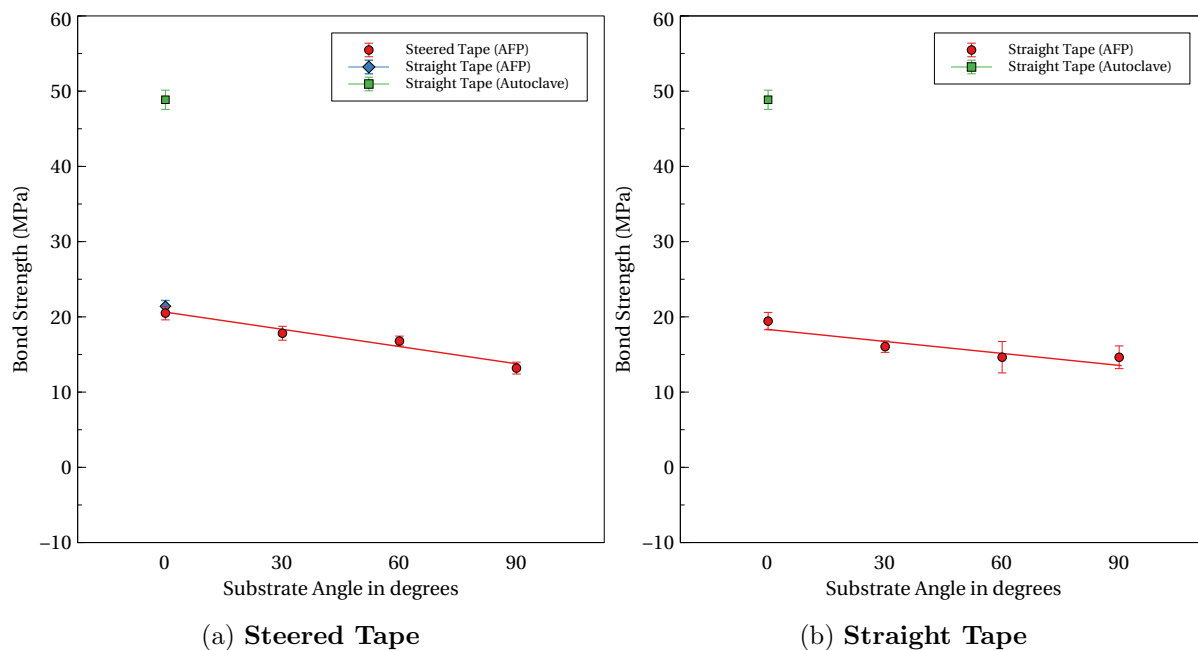 60
50
40
30
20
10
0
−10
Bond Strength (MPa)
Steered Tape (AFP)
Straight Tape (AFP)
Straight Tape (Autoclave)
0 30 60 90
Substrate Angle in degrees
(a) Steered Tape
60
50
40
30
20
10
0
−10
Bond Strength (MPa)
Straight Tape (AFP)
Straight Tape (Autoclave)
0 30 60 90
Substrate Angle in degrees
(b) Straight Tape